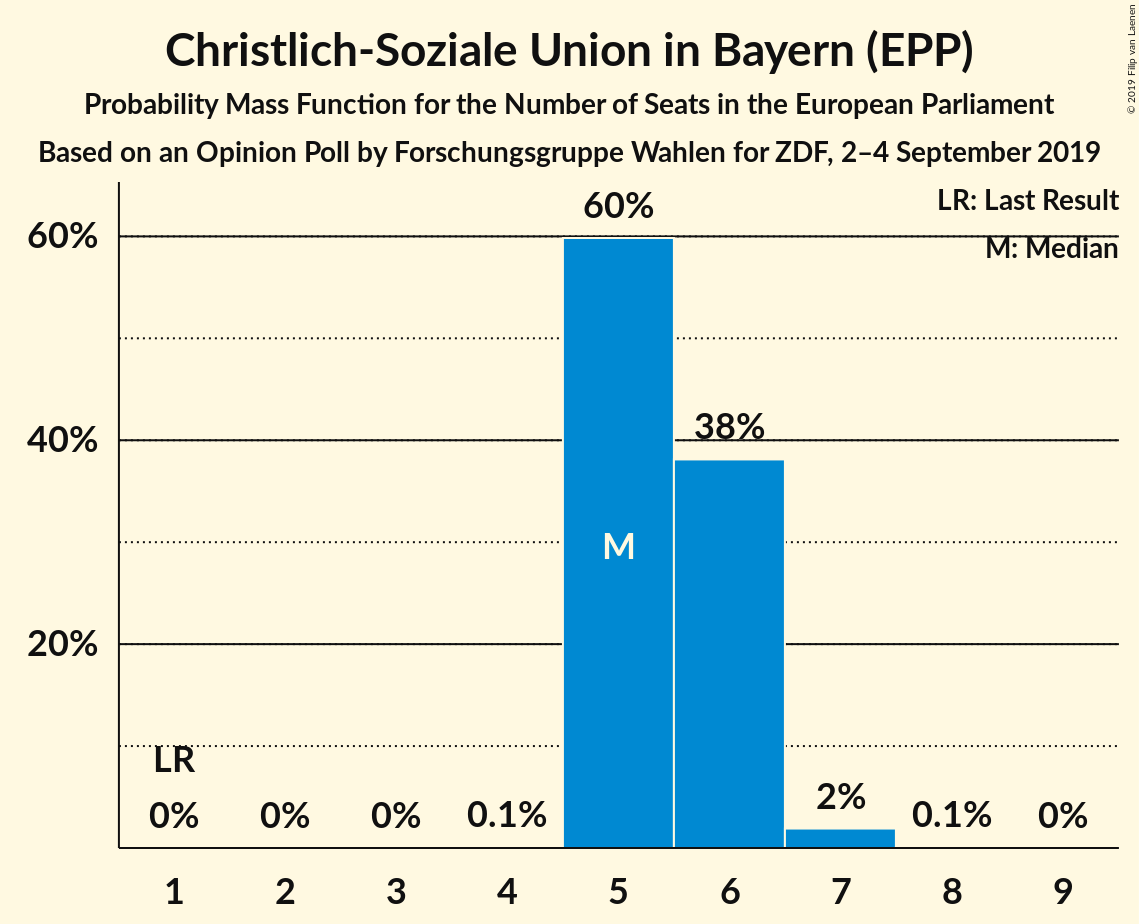 Christlich-Soziale Union in Bayern (EPP)
Probability Mass Function for the Number of Seats in the European Parliament
Based on an Opinion Poll by Forschungsgruppe Wahlen for ZDF, 2–4 September 2019
© 2019 Filip van Laenen
LR: Last Result
M: Median
60%
40%
20%
LR
M
0%
0%
0%
0.1%
60%
38%
2%
0.1%
0%
1
2
3
4
5
6
7
8
9